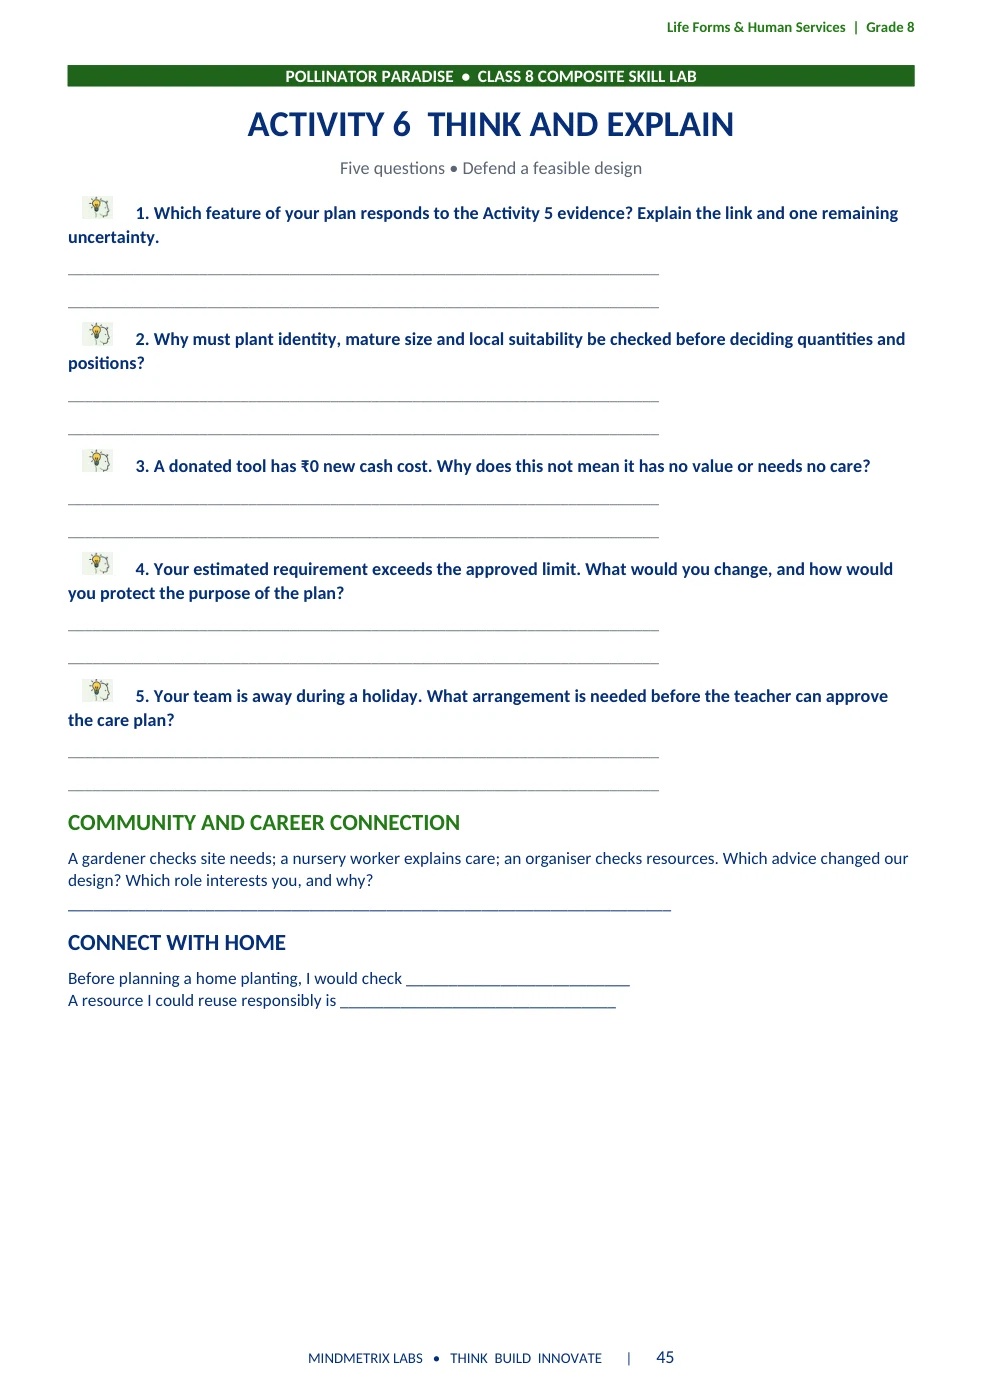 Life Forms & Human Services | Grade 8
POLLINATOR PARADISE ● CLASS 8 COMPOSITE SKILL LAB
ACTIVITY 6 THINK AND EXPLAIN
Five questions • Defend a feasible design
1. Which feature of your plan responds to the Activity 5 evidence? Explain the link and one remaining
uncertainty.
2. Why must plant identity, mature size and local suitability be checked before deciding quantities and
positions?
3. A donated tool has ₹0 new cash cost. Why does this not mean it has no value or needs no care?
4. Your estimated requirement exceeds the approved limit. What would you change, and how would
you protect the purpose of the plan?
5. Your team is away during a holiday. What arrangement is needed before the teacher can approve
the care plan?
COMMUNITY AND CAREER CONNECTION
A gardener checks site needs; a nursery worker explains care; an organiser checks resources. Which advice changed our
design? Which role interests you, and why?
CONNECT WITH HOME
Before planning a home planting, I would check __________________________
A resource I could reuse responsibly is ________________________________
MINDMETRIX LABS ● THINK BUILD INNOVATE | 45